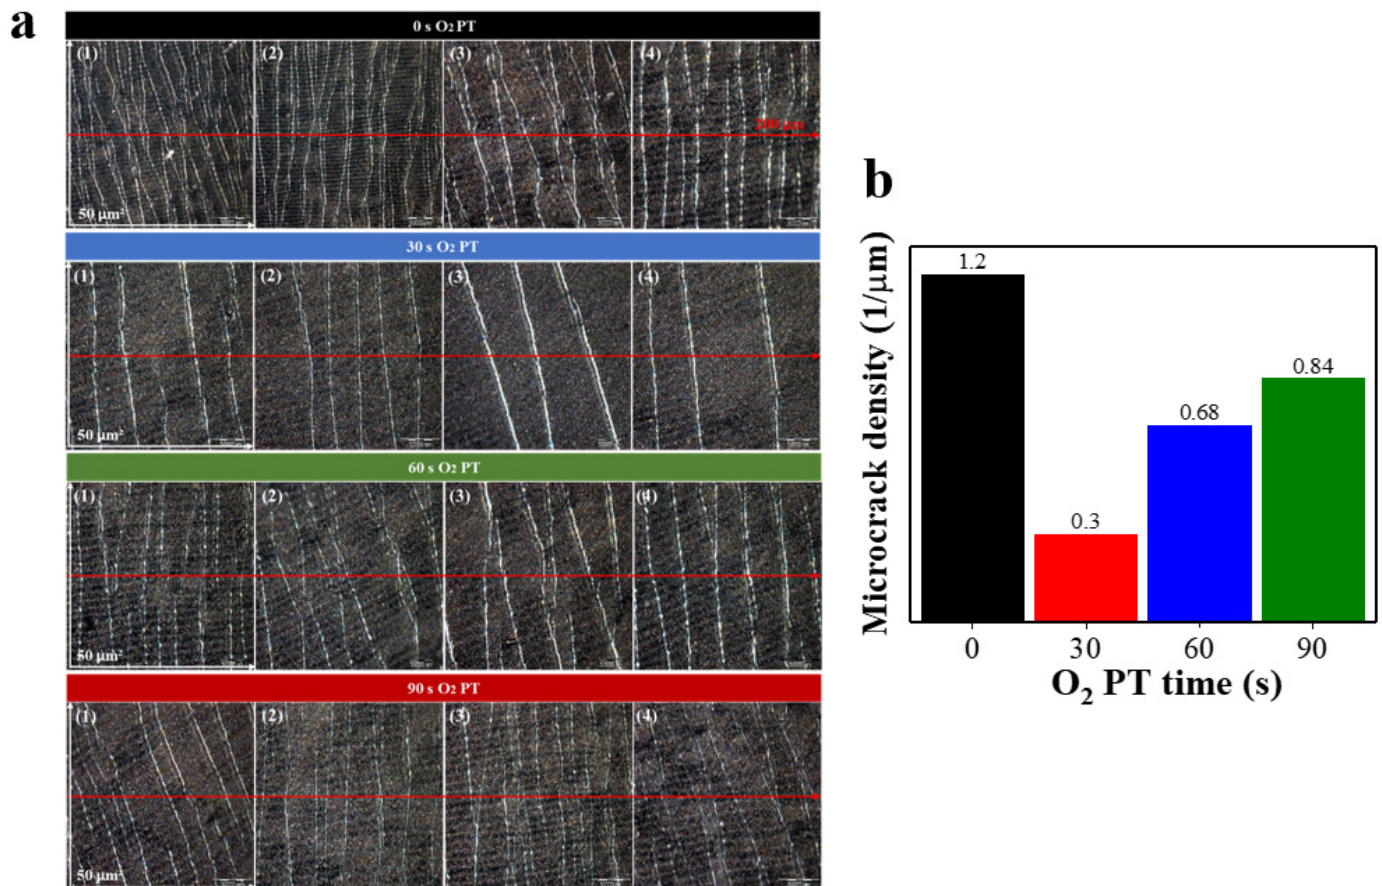 a
0 s O2 PT
(1) (2) (3) (4)
200 μm
50 μm²
30 s O2 PT
(1) (2) (3) (4)
50 μm²
60 s O2 PT
(1) (2) (3) (4)
50 μm²
90 s O2 PT
(1) (2) (3) (4)
50 μm²
b
Microcrack density (1/μm)
1.2
0.3
0.68
0.84
0 30 60 90
O2 PT time (s)